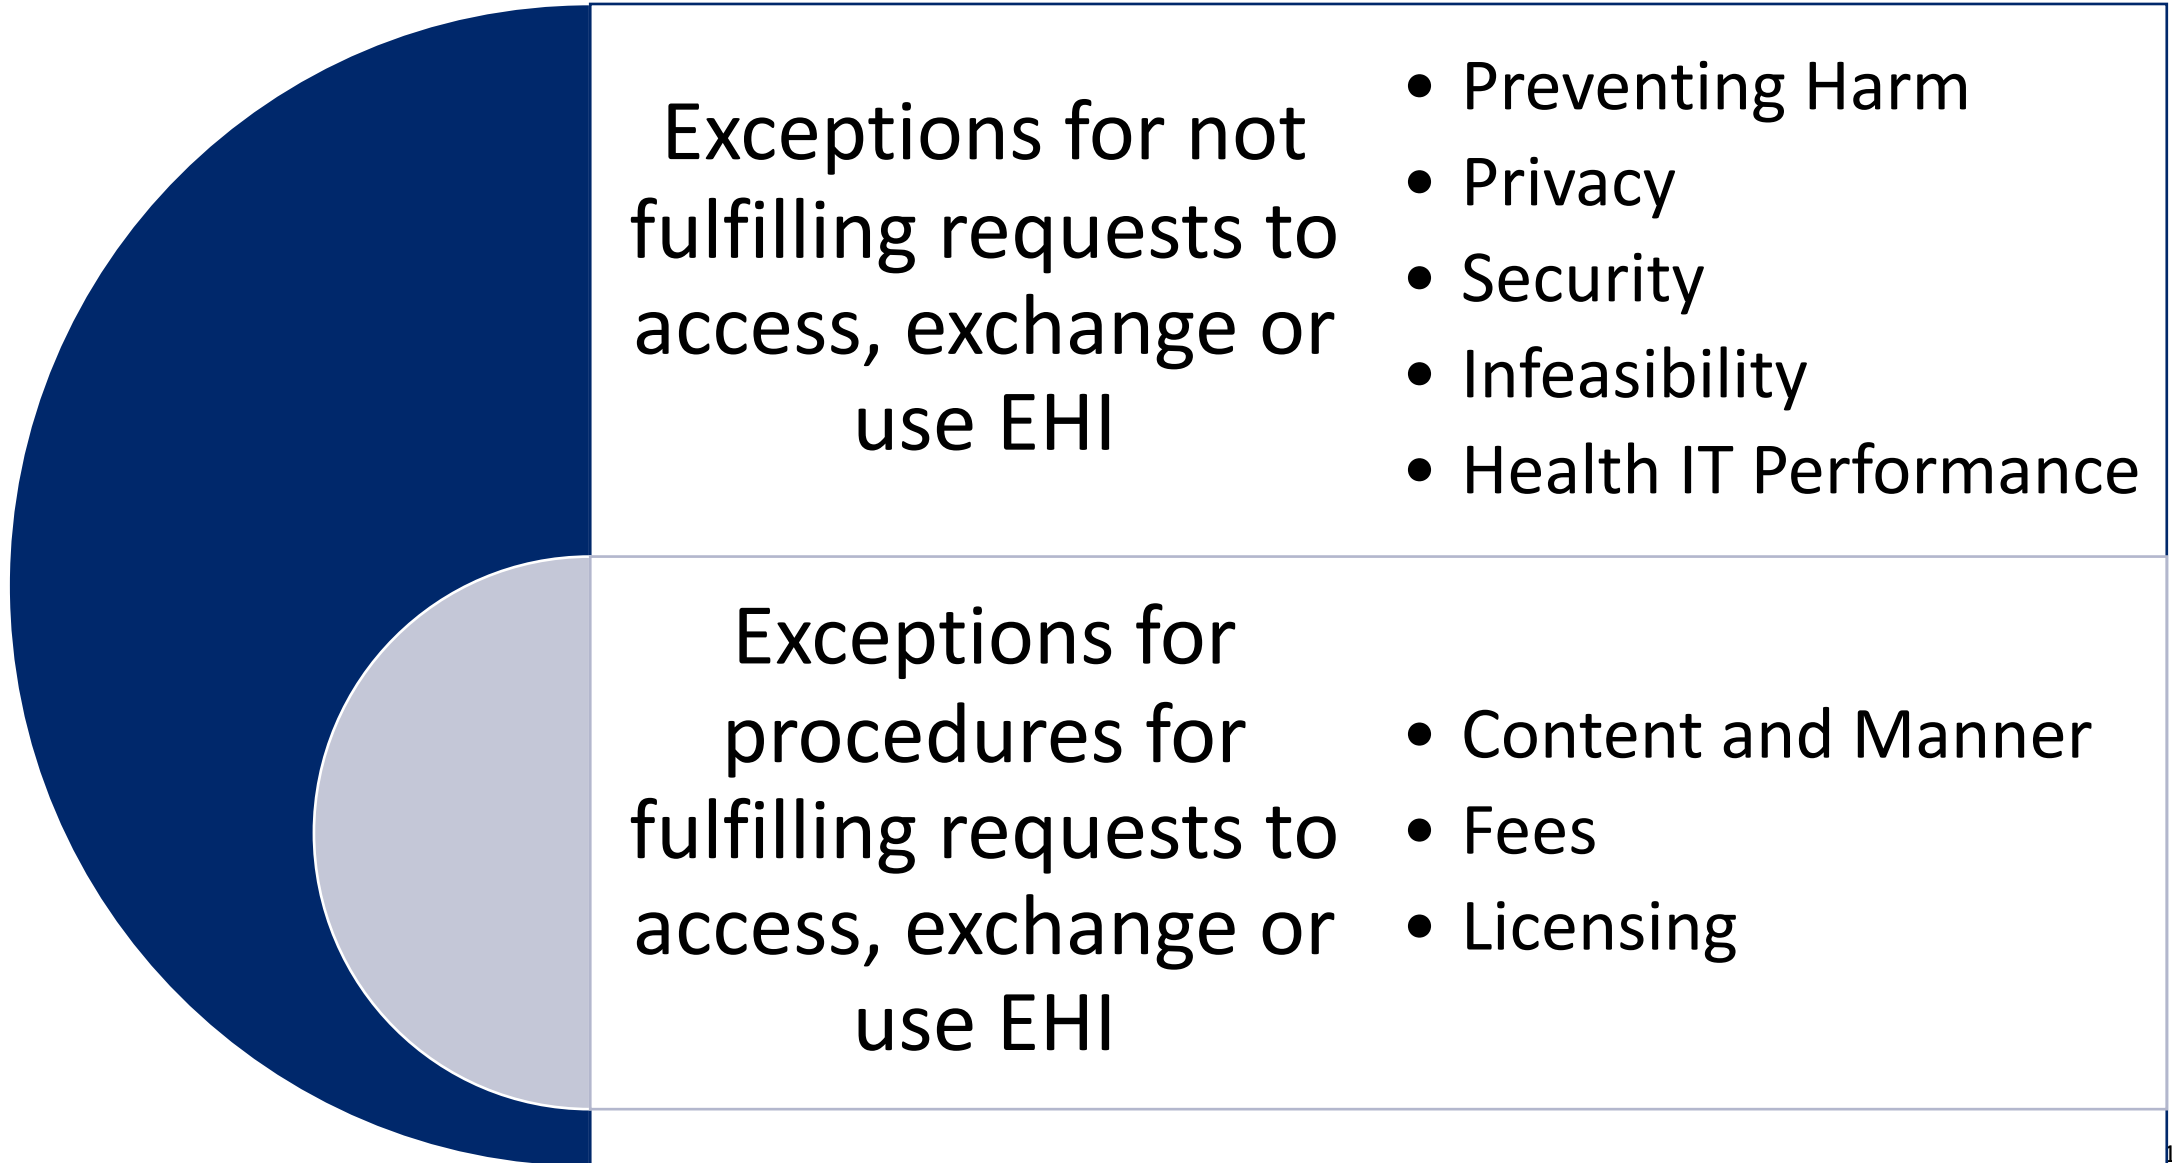 Exceptions for not
fulfilling requests to
access, exchange or
use EHI
• Preventing Harm
• Privacy
• Security
• Infeasibility
• Health IT Performance
Exceptions for
procedures for
fulfilling requests to
access, exchange or
use EHI
• Content and Manner
• Fees
• Licensing